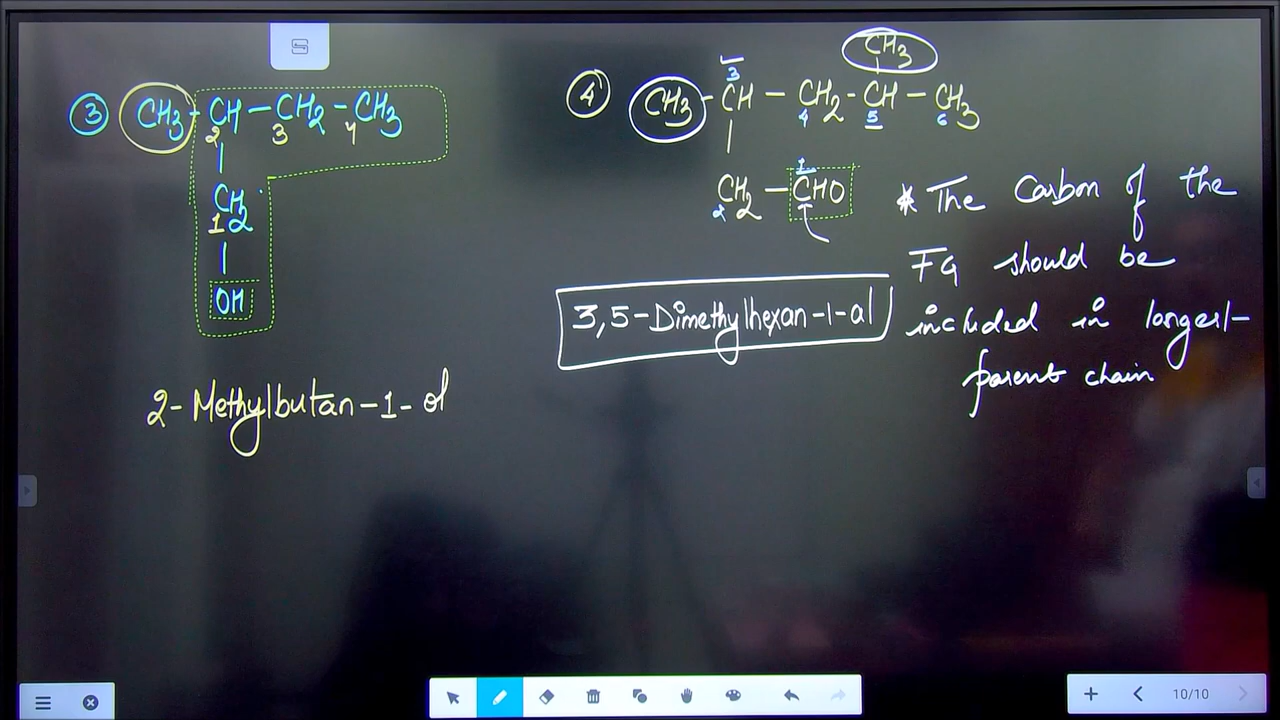 3 CH3 - CH - CH2 - CH3
2 3 4
CH2
1
OH
2-Methylbutan-1-ol
4 CH3
3
CH3 - CH - CH2 - CH - CH3
4 5 6
1
CH2 - CHO
2
3,5-Dimethylhexan-1-al
* The Carbon of the
FG should be
included in longest
parent chain
10/10